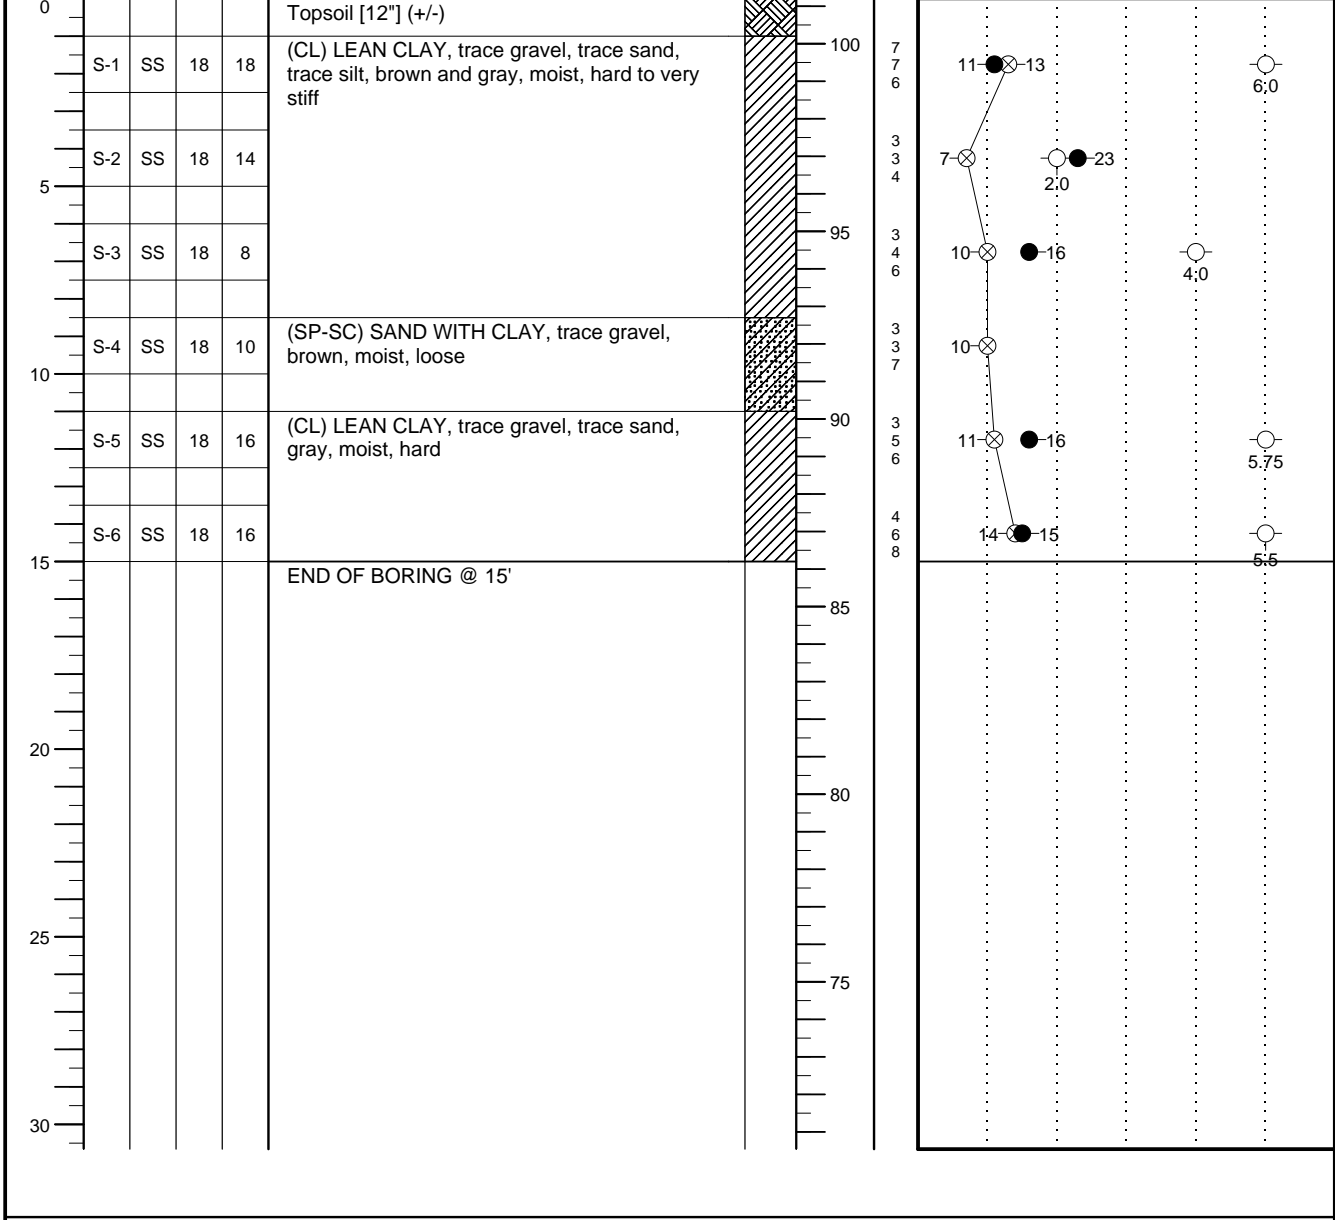 0
Topsoil [12"] (+/-)
100
S-1 SS 18 18
(CL) LEAN CLAY, trace gravel, trace sand,
trace silt, brown and gray, moist, hard to very
stiff
7
7
6
11 13
6.0
S-2 SS 18 14
3
3
4
7 23
2.0
5
95
S-3 SS 18 8
3
4
6
10 16
4.0
S-4 SS 18 10
(SP-SC) SAND WITH CLAY, trace gravel,
brown, moist, loose
3
3
7
10
10
90
S-5 SS 18 16
(CL) LEAN CLAY, trace gravel, trace sand,
gray, moist, hard
3
5
6
11 16
5.75
S-6 SS 18 16
4
6
8
14 15
5.5
15
END OF BORING @ 15'
85
20
80
25
75
30